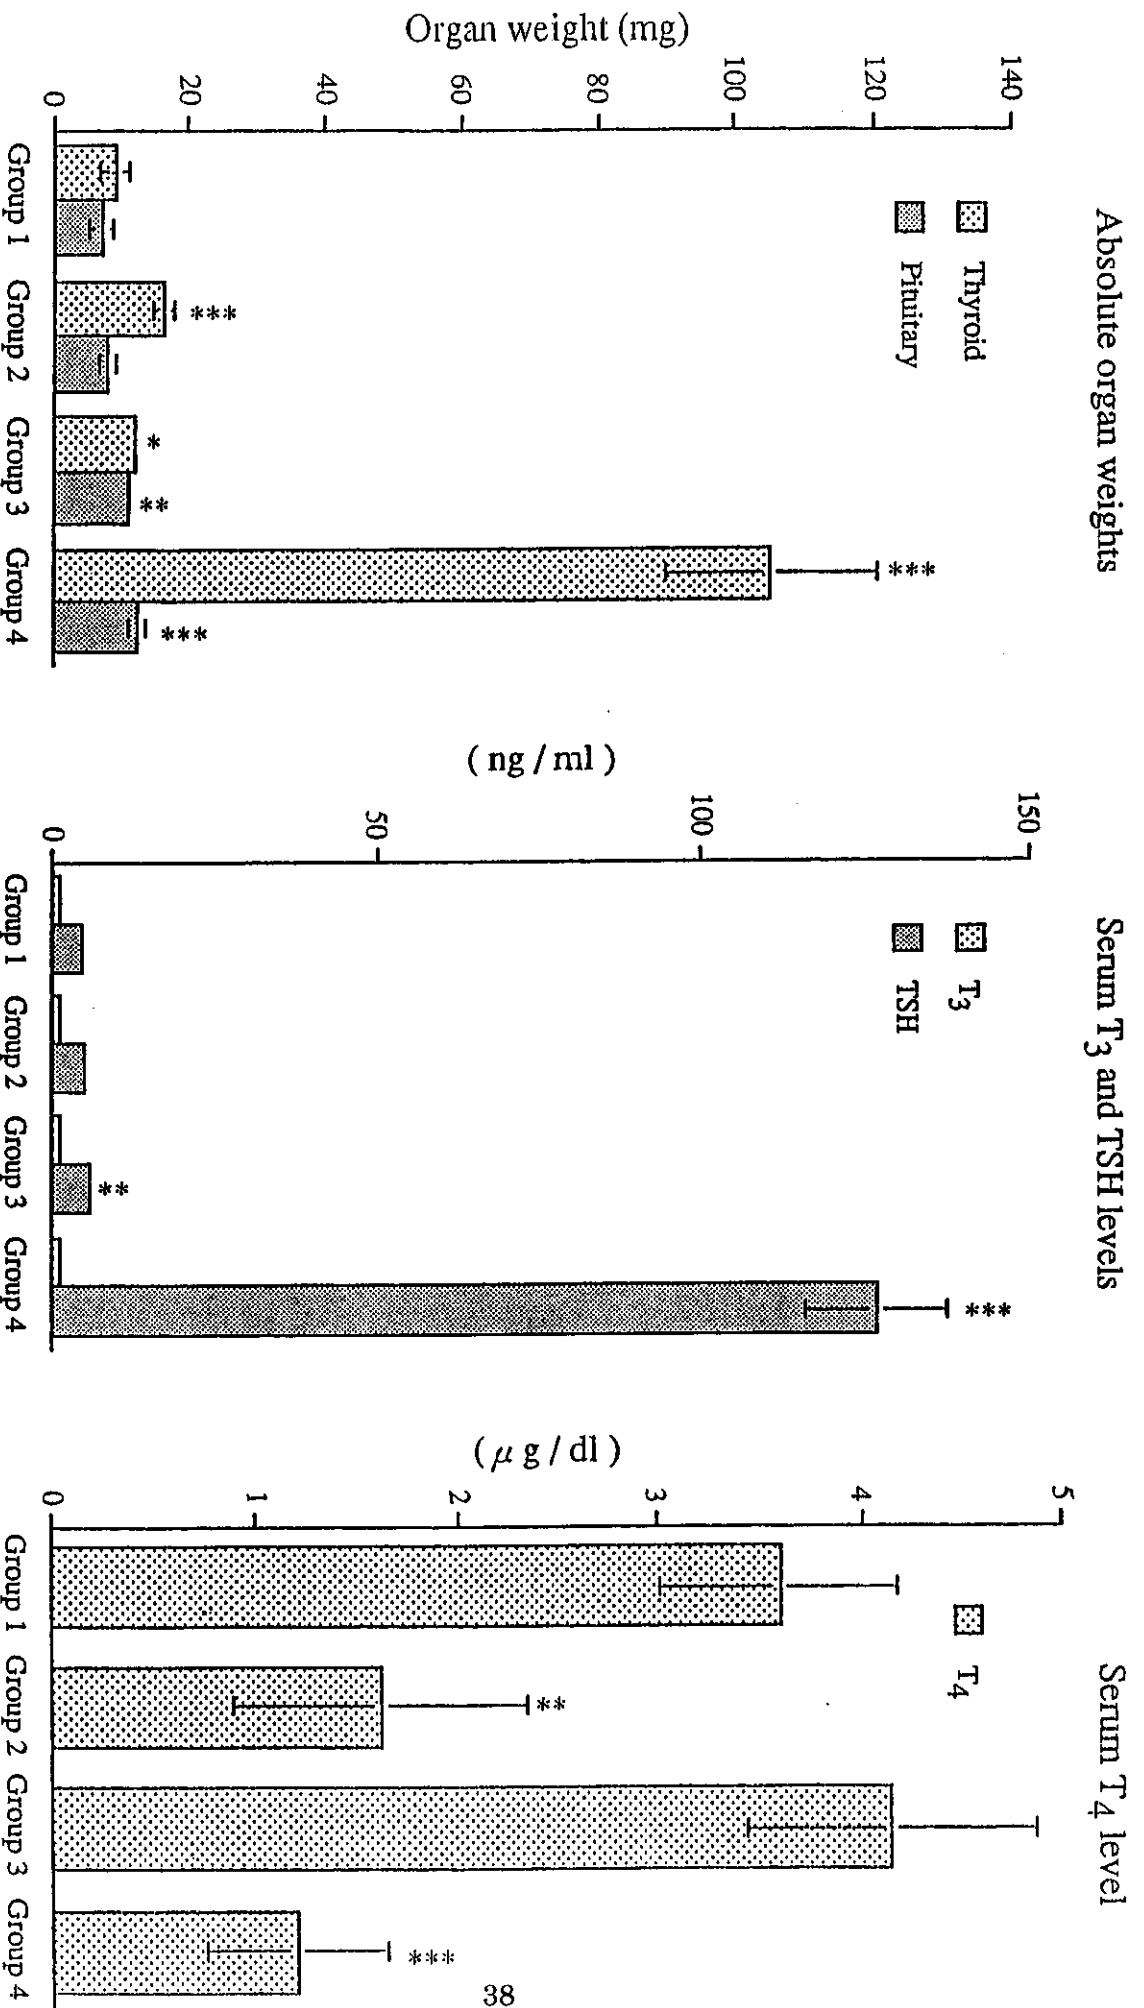 Absolute organ weights
Organ weight (mg)
140
120
100
80
60
40
20
0
Thyroid
Pituitary
***
*
**
***
***
Group 1
Group 2
Group 3
Group 4
Serum T3 and TSH levels
( ng / ml )
150
100
50
0
T3
TSH
**
***
Group 1
Group 2
Group 3
Group 4
Serum T4 level
( μ g / dl )
5
4
3
2
1
0
T4
**
***
Group 1
Group 2
Group 3
Group 4
38